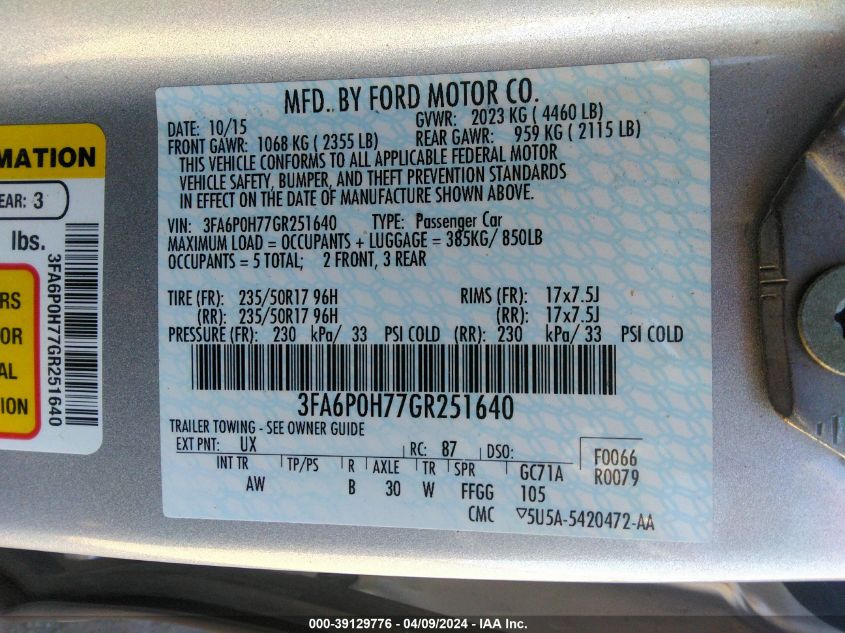 MFD. BY FORD MOTOR CO.
DATE: 10/15 GVWR: 2023 KG ( 4460 LB)
FRONT GAWR: 1068 KG ( 2355 LB) REAR GAWR: 959 KG ( 2115 LB)
THIS VEHICLE CONFORMS TO ALL APPLICABLE FEDERAL MOTOR
VEHICLE SAFETY, BUMPER, AND THEFT PREVENTION STANDARDS
IN EFFECT ON THE DATE OF MANUFACTURE SHOWN ABOVE.
VIN: 3FA6P0H77GR251640 TYPE: Passenger Car
MAXIMUM LOAD = OCCUPANTS + LUGGAGE = 385KG/ 850LB
OCCUPANTS = 5 TOTAL; 2 FRONT, 3 REAR
TIRE (FR): 235/50R17 96H RIMS (FR): 17x7.5J
(RR): 235/50R17 96H (RR): 17x7.5J
PRESSURE (FR): 230 kPa/ 33 PSI COLD (RR): 230 kPa/ 33 PSI COLD
3FA6P0H77GR251640
TRAILER TOWING - SEE OWNER GUIDE
EXT PNT: UX RC: 87 DSO: F0066
R0079
INT TR TP/PS R AXLE TR SPR GC71A
AW B 30 W FFGG 105
CMC ▽5U5A-5420472-AA
RMATION
EAR: 3
lbs.
3FA6P0H77GR251640
RS
OR
AL
ION
000-39129776 - 04/09/2024 - IAA Inc.